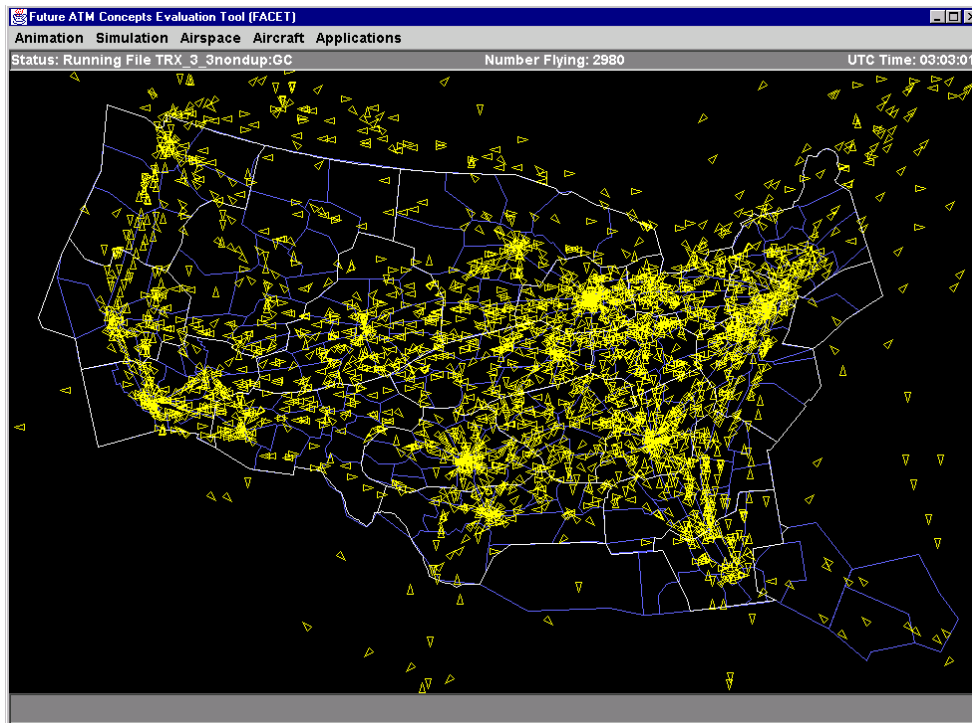 Future ATM Concepts Evaluation Tool (FACET)
Animation Simulation Airspace Aircraft Applications
Status: Running File TRX_3_3nondup:GC Number Flying: 2980 UTC Time: 03:03:01